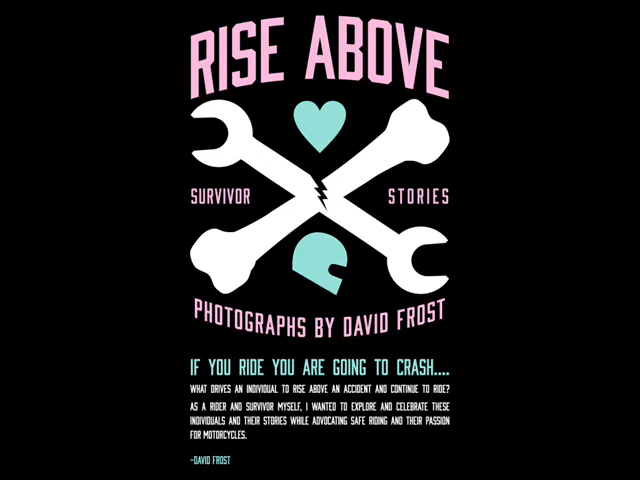 RISE ABOVE
SURVIVOR STORIES
PHOTOGRAPHS BY DAVID FROST
IF YOU RIDE YOU ARE GOING TO CRASH....
WHAT DRIVES AN INDIVIDUAL TO RISE ABOVE AN ACCIDENT AND CONTINUE TO RIDE?
AS A RIDER AND SURVIVOR MYSELF, I WANTED TO EXPLORE AND CELEBRATE THESE
INDIVIDUALS AND THEIR STORIES WHILE ADVOCATING SAFE RIDING AND THEIR PASSION
FOR MOTORCYCLES.
-DAVID FROST